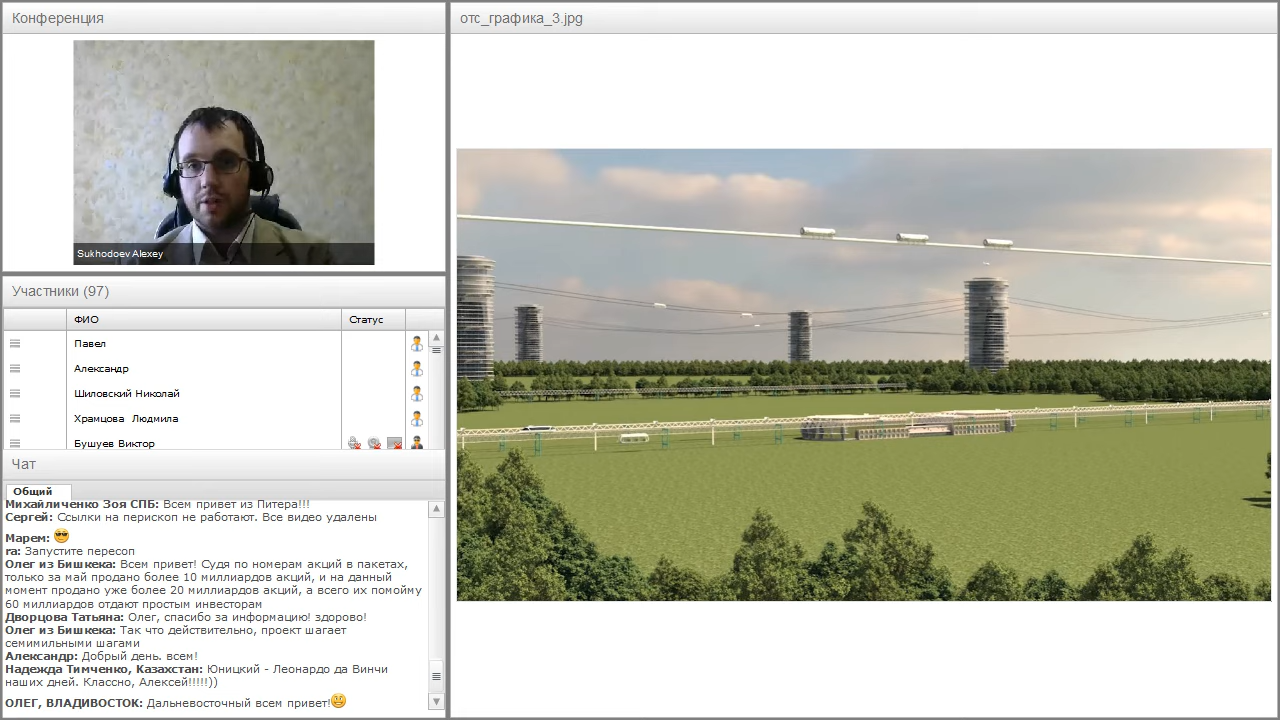 Конференция
Sukhodoev Alexey
Участники (97)
ФИО Статус
Павел
Александр
Шиловский Николай
Храмцова Людмила
Бушуев Виктор
Чат
Общий
Михайличенко Зоя СПБ: Всем привет из Питера!!!
Сергей: Ссылки на перископ не работают. Все видео удалены
Марем:
ra: Запустите пересоп
Олег из Бишкека: Всем привет! Судя по номерам акций в пакетах,
только за май продано более 10 миллиардов акций, и на данный
момент продано уже более 20 миллиардов акций, а всего их помойму
60 миллиардов отдают простым инвесторам
Дворцова Татьяна: Олег, спасибо за информацию! здорово!
Олег из Бишкека: Так что действительно, проект шагает
семимильными шагами
Александр: Добрый день. всем!
Надежда Тимченко, Казахстан: Юницкий - Леонардо да Винчи
наших дней. Классно, Алексей!!!!!))
ОЛЕГ, ВЛАДИВОСТОК: Дальневосточный всем привет!
отс_графика_3.jpg